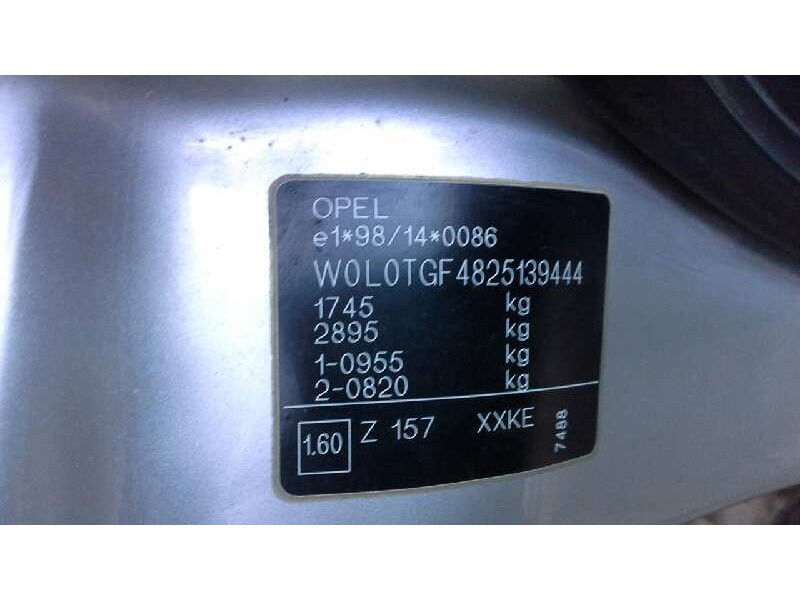 OPEL
e1*98/14*0086
W0L0TGF4825139444
1745 kg
2895 kg
1-0955 kg
2-0820 kg
1.60 Z 157 XXKE 7488